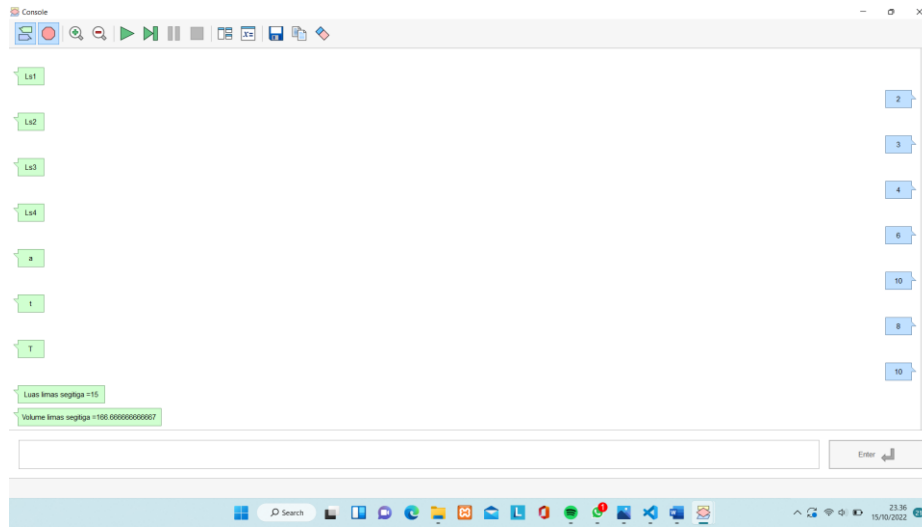 Console
Ls1
2
Ls2
3
Ls3
4
Ls4
6
a
10
t
8
T
10
Luas limas segitiga =15
Volume limas segitiga =166.666666666667
Enter
Search
23.36
15/10/2022